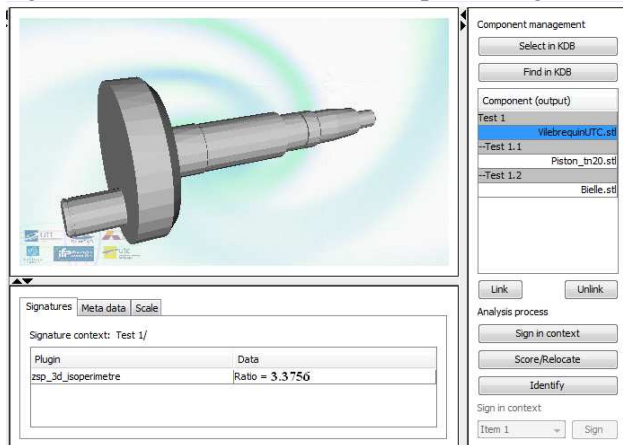 Component management
Select in KDB
Find in KDB
Component (output)
Test 1
VilebrequinUTC.stl
--Test 1.1
Piston_tn20.stl
--Test 1.2
Bielle.stl
Link Unlink
Analysis process
Sign in context
Score/Relocate
Identify
Sign in context
Item 1 Sign
Signatures Meta data Scale
Signature context: Test 1/
Plugin Data
zsp_3d_isoperimetre Ratio = 3.3756